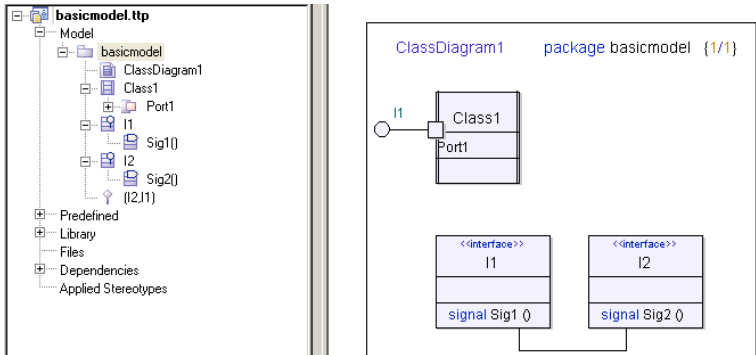 basicmodel.ttp
Model
basicmodel
ClassDiagram1
Class1
Port1
I1
Sig1()
I2
Sig2()
(I2,I1)
Predefined
Library
Files
Dependencies
Applied Stereotypes
ClassDiagram1 package basicmodel {1/1}
I1
Class1
Port1
<<interface>>
I1
signal Sig1 ()
<<interface>>
I2
signal Sig2 ()